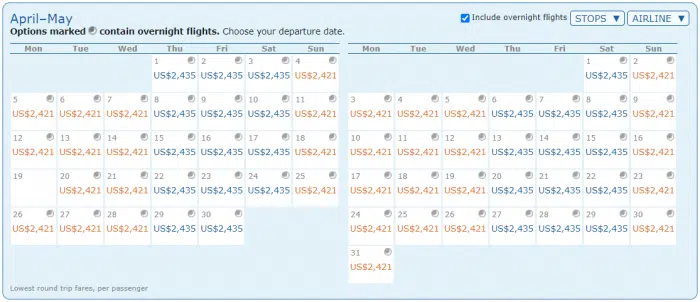 April–May
Include overnight flights STOPS ▼ AIRLINE ▼
Options marked contain overnight flights. Choose your departure date.
Mon Tue Wed Thu Fri Sat Sun
1 2 3 4
US$2,435 US$2,435 US$2,435 US$2,421
5 6 7 8 9 10 11
US$2,421 US$2,421 US$2,421 US$2,435 US$2,435 US$2,435 US$2,421
12 13 14 15 16 17 18
US$2,421 US$2,421 US$2,421 US$2,435 US$2,435 US$2,435 US$2,421
19 20 21 22 23 24 25
US$2,421 US$2,421 US$2,435 US$2,435 US$2,435 US$2,421
26 27 28 29 30
US$2,421 US$2,421 US$2,421 US$2,435 US$2,435
Mon Tue Wed Thu Fri Sat Sun
1 2
US$2,435 US$2,421
3 4 5 6 7 8 9
US$2,421 US$2,421 US$2,421 US$2,435 US$2,435 US$2,435 US$2,421
10 11 12 13 14 15 16
US$2,421 US$2,421 US$2,421 US$2,435 US$2,435 US$2,435 US$2,421
17 18 19 20 21 22 23
US$2,421 US$2,421 US$2,421 US$2,435 US$2,435 US$2,435 US$2,421
24 25 26 27 28 29 30
US$2,421 US$2,421 US$2,421 US$2,435 US$2,435 US$2,435 US$2,421
31
US$2,421
Lowest round trip fares, per passenger